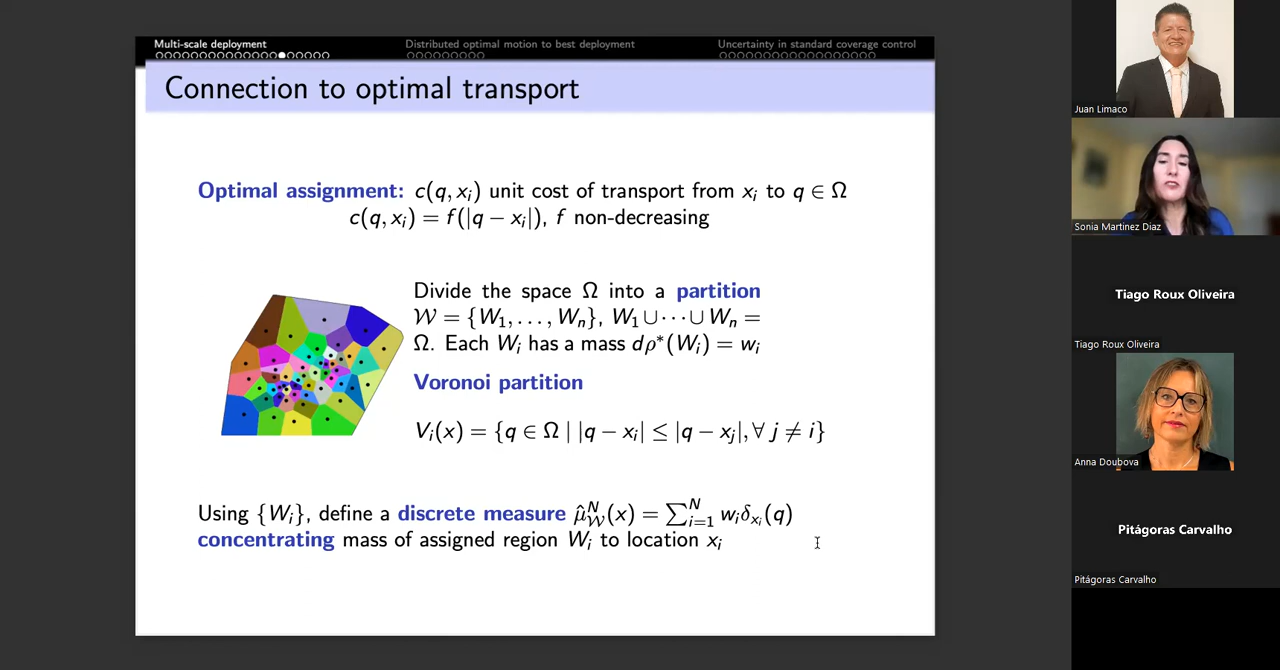 Multi-scale deployment
Distributed optimal motion to best deployment
Uncertainty in standard coverage control
Connection to optimal transport
Optimal assignment: c(q, xᵢ) unit cost of transport from xᵢ to q ∈ Ω
c(q, xᵢ) = f(|q − xᵢ|), f non-decreasing
Divide the space Ω into a partition
𝒲 = {W₁, . . . , Wₙ}, W₁ ∪ · · · ∪ Wₙ =
Ω. Each Wᵢ has a mass dρ*(Wᵢ) = wᵢ
Voronoi partition
Vᵢ(x) = {q ∈ Ω | |q − xᵢ| ≤ |q − xⱼ|, ∀ j ≠ i}
Using {Wᵢ}, define a discrete measure μ̂ᴺ_𝒲(x) = ∑ᴺᵢ₌₁ wᵢδₓᵢ(q)
concentrating mass of assigned region Wᵢ to location xᵢ
Juan Limaco
Sonia Martinez Diaz
Tiago Roux Oliveira
Tiago Roux Oliveira
Anna Doubova
Pitágoras Carvalho
Pitágoras Carvalho